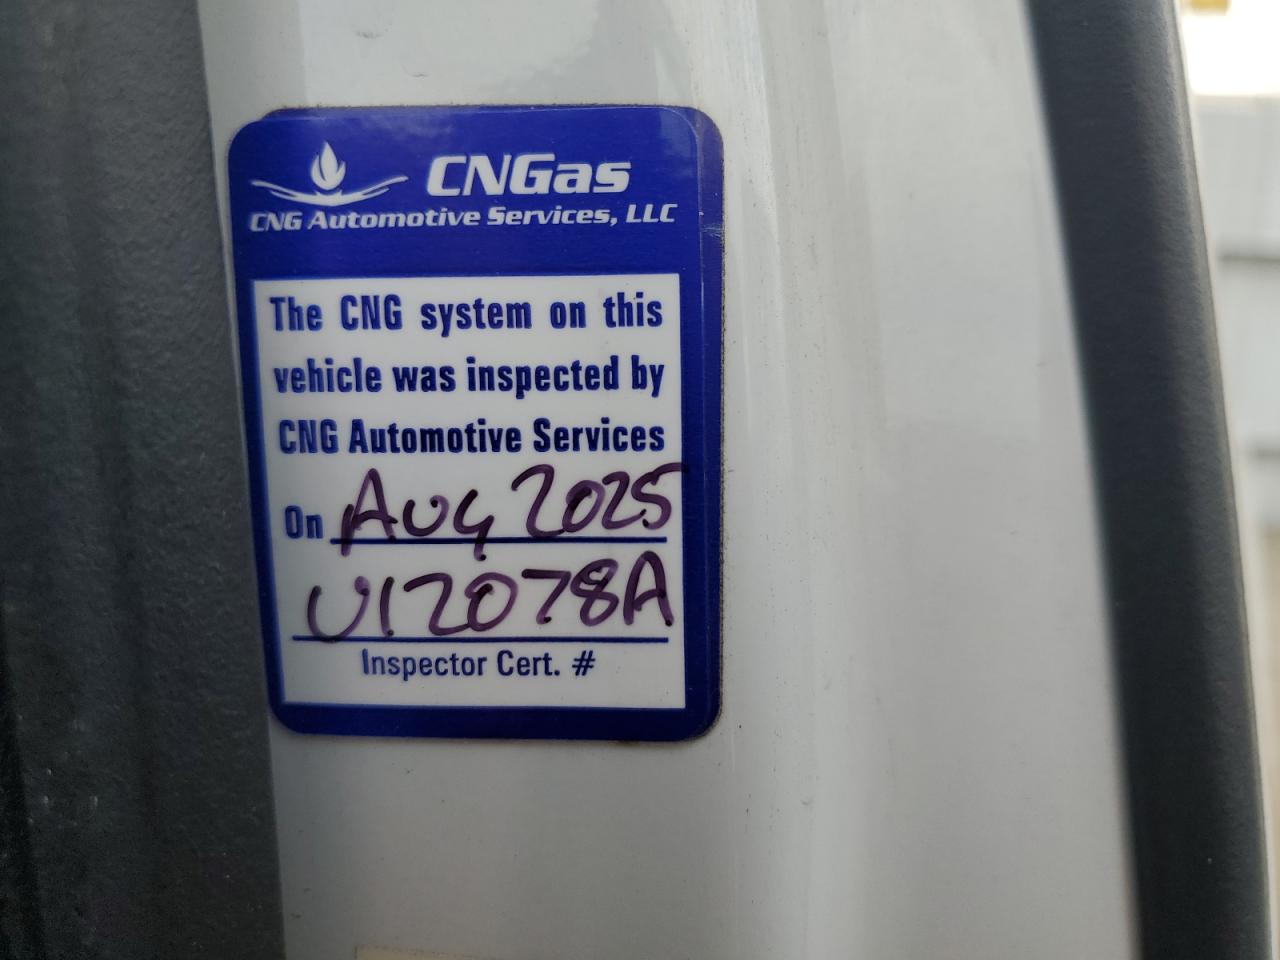 CNGas
CNG Automotive Services, LLC
The CNG system on this
vehicle was inspected by
CNG Automotive Services
On AUG 2025
U12078A
Inspector Cert. #